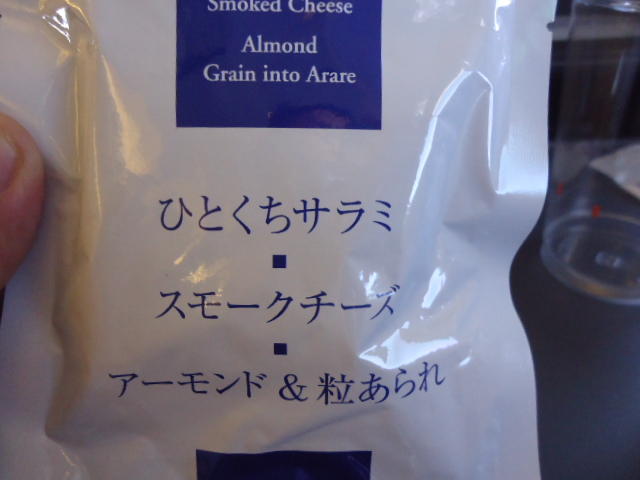 Smoked Cheese
Almond
Grain into Arare
ひとくちサラミ
■
スモークチーズ
■
アーモンド & 粒あられ